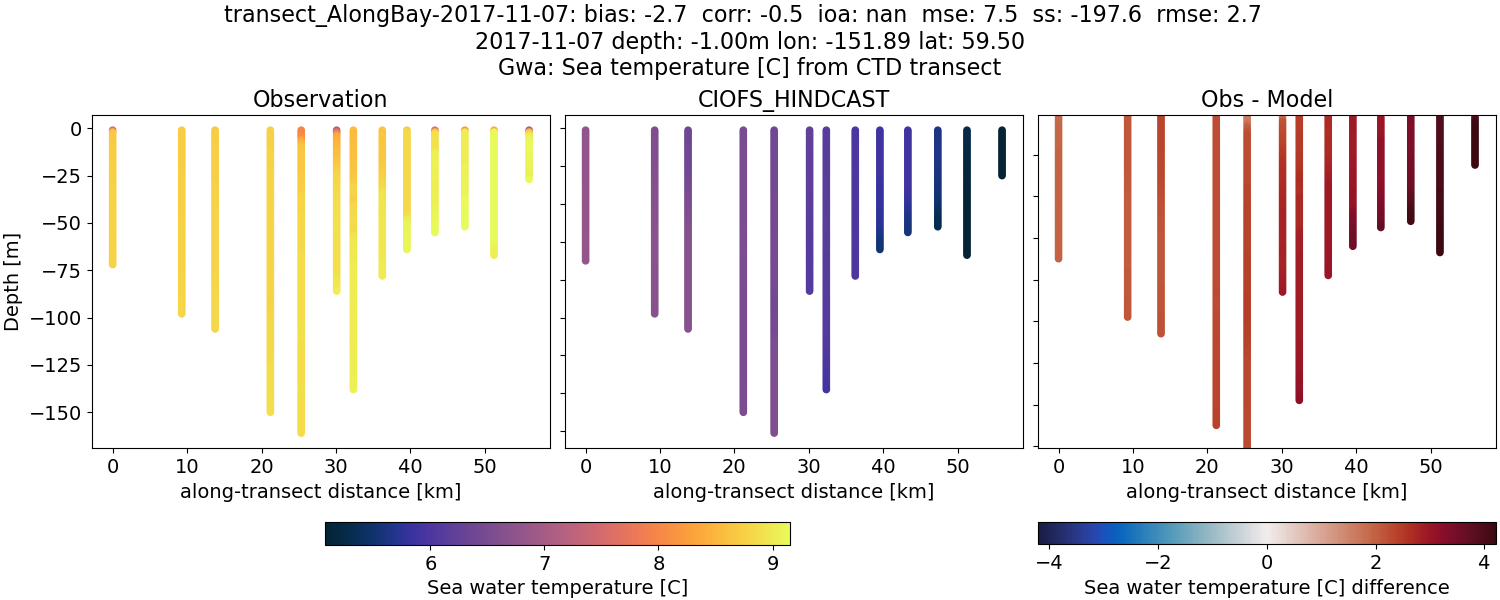 transect_AlongBay-2017-11-07: bias: -2.7 corr: -0.5 ioa: nan mse: 7.5 ss: -197.6 rmse: 2.7
2017-11-07 depth: -1.00m lon: -151.89 lat: 59.50
Gwa: Sea temperature [C] from CTD transect
Observation
CIOFS_HINDCAST
Obs - Model
Depth [m]
0
−25
−50
−75
−100
−125
−150
0 10 20 30 40 50
0 10 20 30 40 50
0 10 20 30 40 50
along-transect distance [km]
along-transect distance [km]
along-transect distance [km]
6 7 8 9
Sea water temperature [C]
−4 −2 0 2 4
Sea water temperature [C] difference